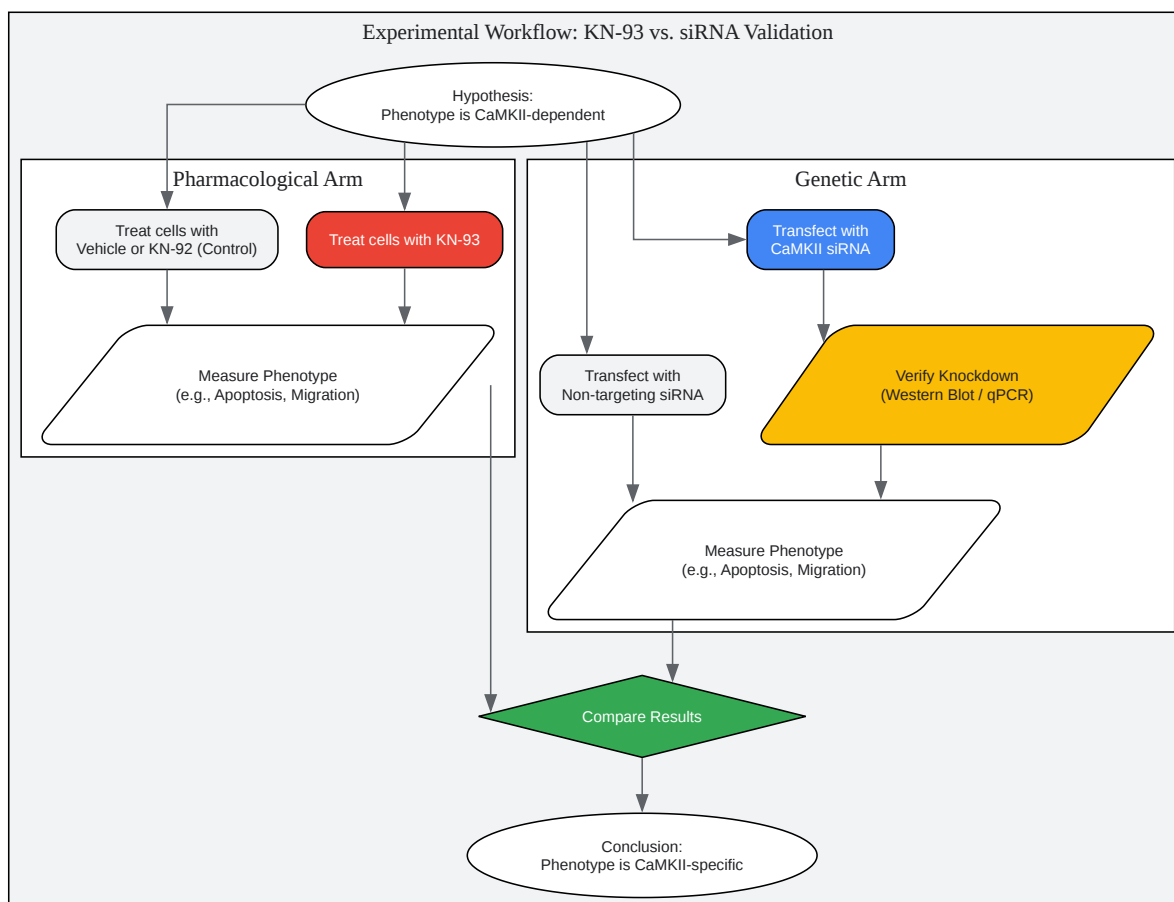 Experimental Workflow: KN-93 vs. siRNA Validation
Hypothesis:
Phenotype is CaMKII-dependent
Pharmacological Arm
Treat cells with
Vehicle or KN-92 (Control)
Treat cells with KN-93
Measure Phenotype
(e.g., Apoptosis, Migration)
Genetic Arm
Transfect with
CaMKII siRNA
Transfect with
Non-targeting siRNA
Verify Knockdown
(Western Blot / qPCR)
Measure Phenotype
(e.g., Apoptosis, Migration)
Compare Results
Conclusion:
Phenotype is CaMKII-specific